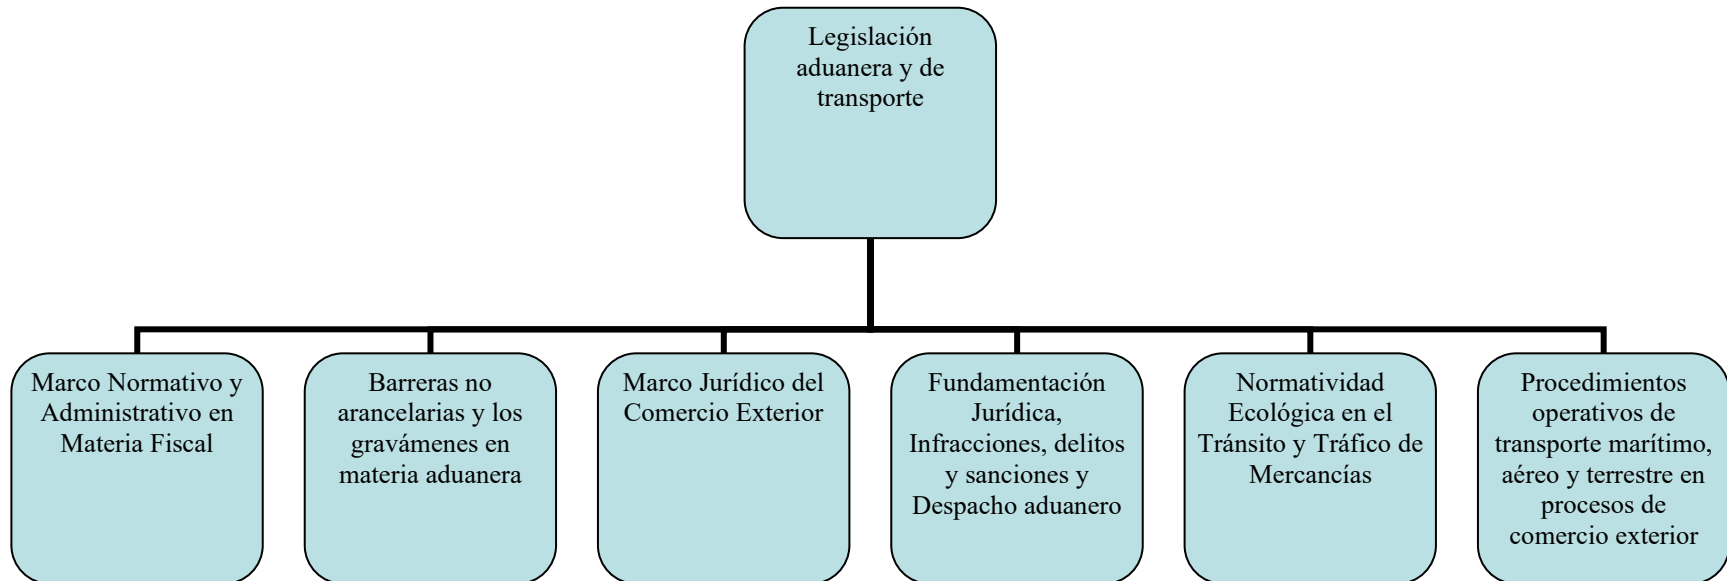 Legislación
aduanera y de
transporte
Marco Normativo y
Administrativo en
Materia Fiscal
Barreras no
arancelarias y los
gravámenes en
materia aduanera
Marco Jurídico del
Comercio Exterior
Fundamentación
Jurídica,
Infracciones, delitos
y sanciones y
Despacho aduanero
Normatividad
Ecológica en el
Tránsito y Tráfico de
Mercancías
Procedimientos
operativos de
transporte marítimo,
aéreo y terrestre en
procesos de
comercio exterior